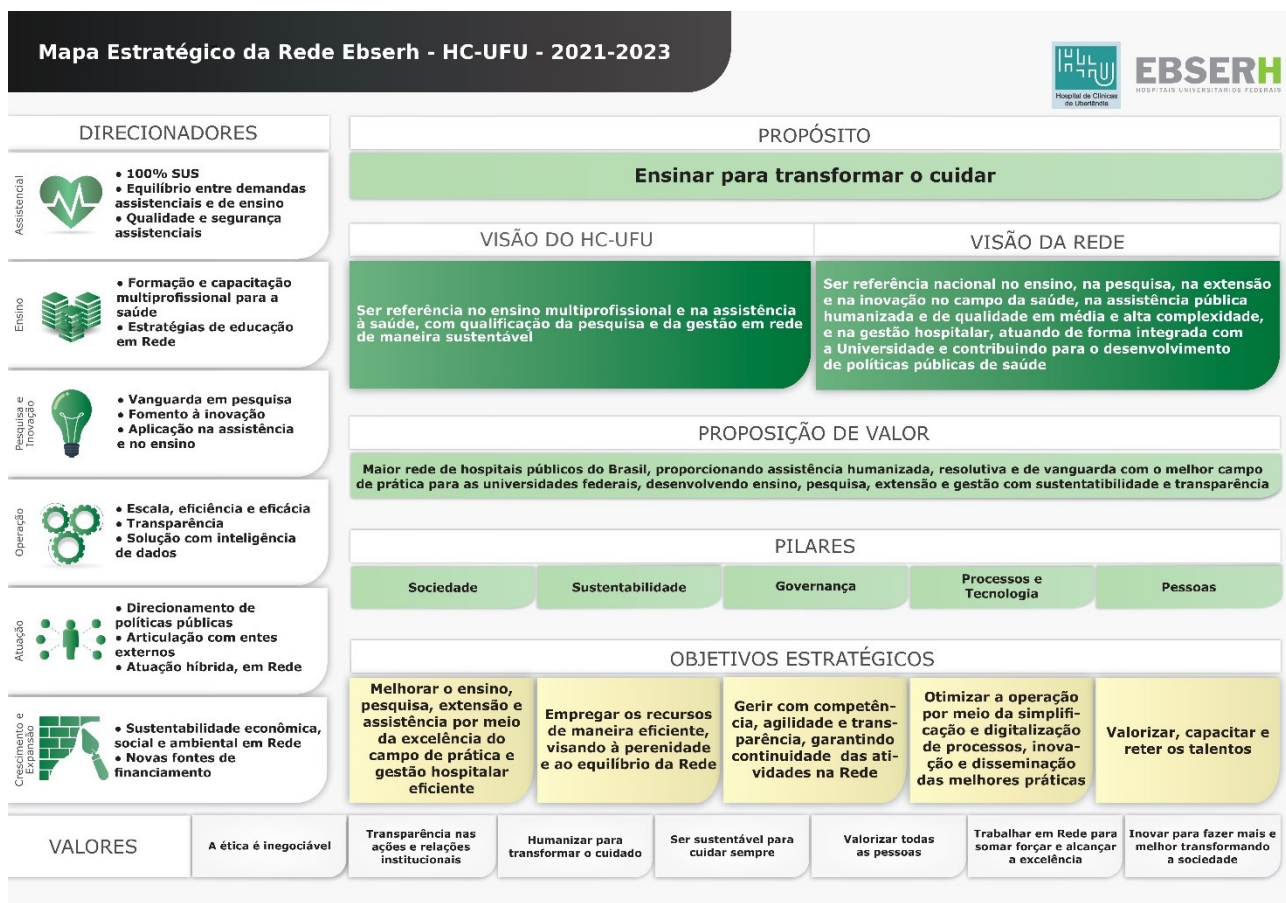 Mapa Estratégico da Rede Ebserh - HC-UFU - 2021-2023
HUFU
Hospital de Clínicas
de Uberlândia
EBSERH
HOSPITAIS UNIVERSITÁRIOS FEDERAIS
DIRECIONADORES
Assistencial
• 100% SUS
• Equilíbrio entre demandas
assistenciais e de ensino
• Qualidade e segurança
assistenciais
Ensino
• Formação e capacitação
multiprofissional para a
saúde
• Estratégias de educação
em Rede
Pesquisa e
Inovação
• Vanguarda em pesquisa
• Fomento à inovação
• Aplicação na assistência
e no ensino
Operação
• Escala, eficiência e eficácia
• Transparência
• Solução com inteligência
de dados
Atuação
• Direcionamento de
políticas públicas
• Articulação com entes
externos
• Atuação híbrida, em Rede
Crescimento e
Expansão
• Sustentabilidade econômica,
social e ambiental em Rede
• Novas fontes de
financiamento
PROPÓSITO
Ensinar para transformar o cuidar
VISÃO DO HC-UFU
Ser referência no ensino multiprofissional e na assistência
à saúde, com qualificação da pesquisa e da gestão em rede
de maneira sustentável
VISÃO DA REDE
Ser referência nacional no ensino, na pesquisa, na extensão
e na inovação no campo da saúde, na assistência pública
humanizada e de qualidade em média e alta complexidade,
e na gestão hospitalar, atuando de forma integrada com
a Universidade e contribuindo para o desenvolvimento
de políticas públicas de saúde
PROPOSIÇÃO DE VALOR
Maior rede de hospitais públicos do Brasil, proporcionando assistência humanizada, resolutiva e de vanguarda com o melhor campo
de prática para as universidades federais, desenvolvendo ensino, pesquisa, extensão e gestão com sustentatibilidade e transparência
PILARES
Sociedade
Sustentabilidade
Governança
Processos e
Tecnologia
Pessoas
OBJETIVOS ESTRATÉGICOS
Melhorar o ensino,
pesquisa, extensão e
assistência por meio
da excelência do
campo de prática e
gestão hospitalar
eficiente
Empregar os recursos
de maneira eficiente,
visando à perenidade
e ao equilíbrio da Rede
Gerir com competên-
cia, agilidade e trans-
parência, garantindo
continuidade das ati-
vidades na Rede
Otimizar a operação
por meio da simplifi-
cação e digitalização
de processos, inova-
ção e disseminação
das melhores práticas
Valorizar, capacitar e
reter os talentos
VALORES
A ética é inegociável
Transparência nas
ações e relações
institucionais
Humanizar para
transformar o cuidado
Ser sustentável para
cuidar sempre
Valorizar todas
as pessoas
Trabalhar em Rede para
somar forçar e alcançar
a excelência
Inovar para fazer mais e
melhor transformando
a sociedade